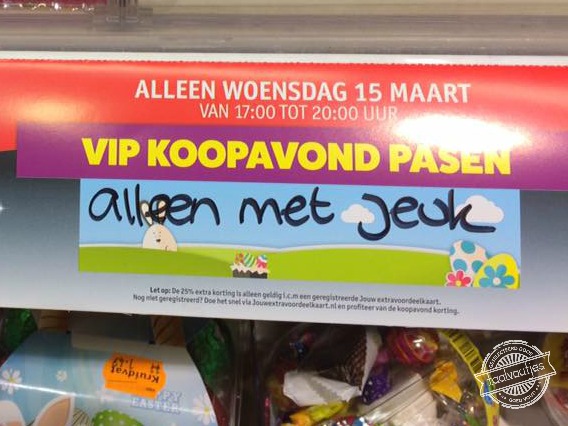 ALLEEN WOENSDAG 15 MAART
VAN 17:00 TOT 20:00 UUR
VIP KOOPAVOND PASEN
alleen met jeuk
Let op: De 25% extra korting is alleen geldig i.c.m een geregistreerde Jouw extravoordeelkaart.
Nog niet geregistreerd? Doe het snel via Jouwextravoordeelkaart.nl en profiteer van de koopavond korting.
Kruidvat
EASTER
taalvoutjes